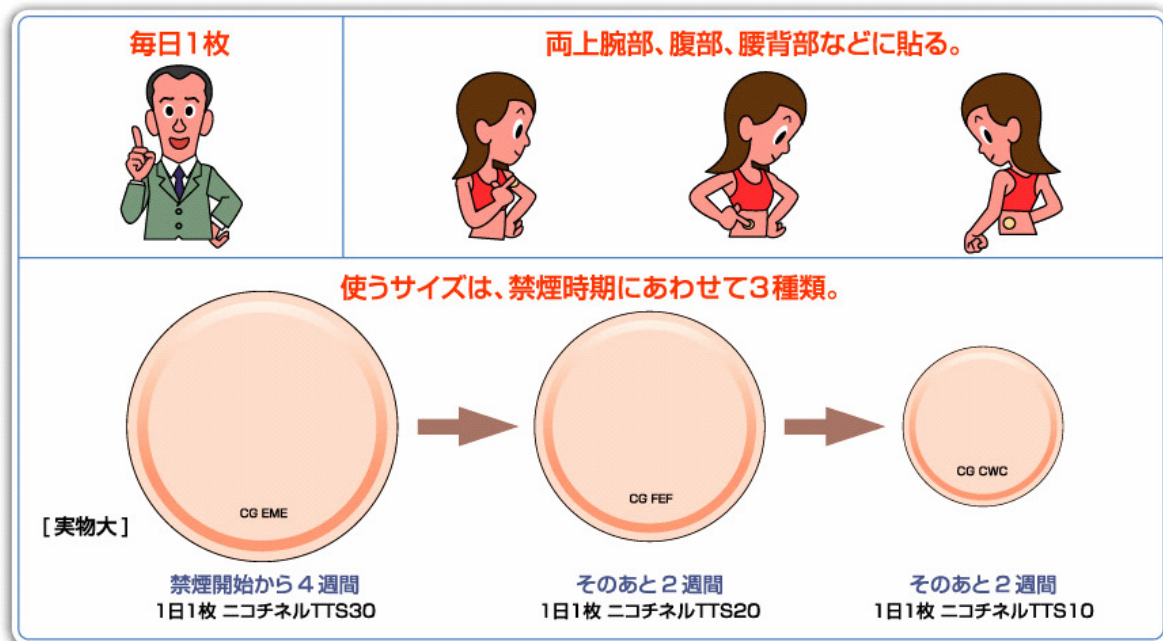 毎日1枚
両上腕部、腹部、腰背部などに貼る。
使うサイズは、禁煙時期にあわせて3種類。
CG EME
CG FEF
CG CWC
[実物大]
禁煙開始から4週間
1日1枚 ニコチネルTTS30
そのあと2週間
1日1枚 ニコチネルTTS20
そのあと2週間
1日1枚 ニコチネルTTS10